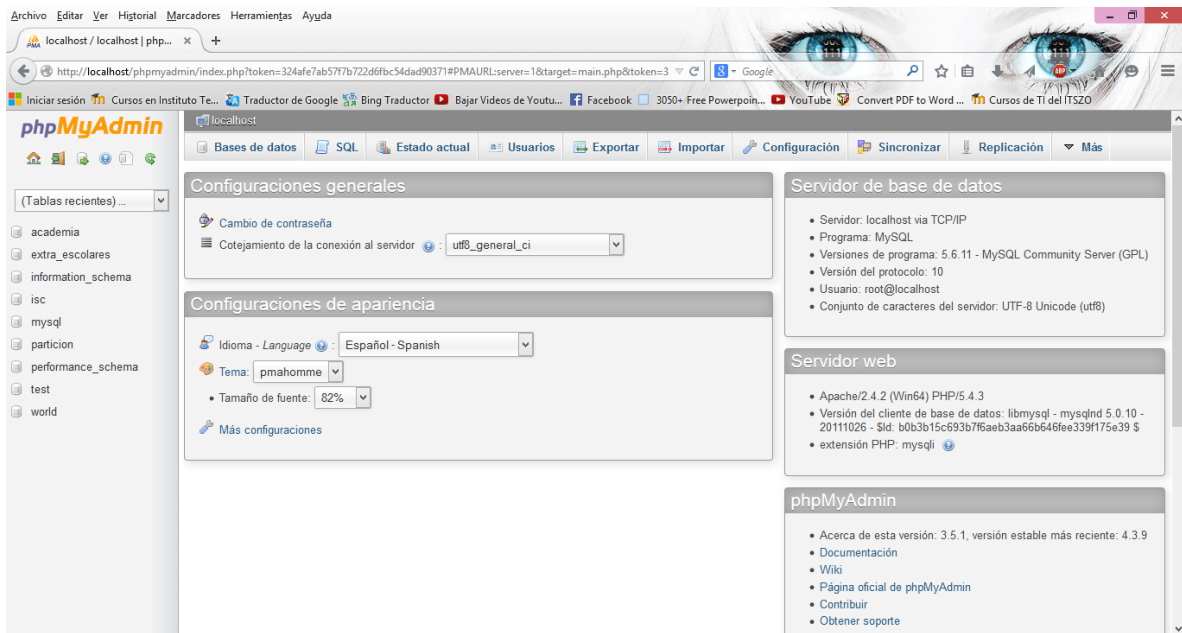 Archivo Editar Ver Historial Marcadores Herramientas Ayuda
localhost / localhost | php... × +
http://localhost/phpmyadmin/index.php?token=324afe7ab57f7b722d6fbc54dad90371#PMAURL:server=1&target=main.php&token=3 Google
Iniciar sesión Cursos en Instituto Te... Traductor de Google Bing Traductor Bajar Videos de Youtu... Facebook 3050+ Free Powerpoin... YouTube Convert PDF to Word ... Cursos de TI del ITSZO
phpMyAdmin
(Tablas recientes) ...
academia
extra_escolares
information_schema
isc
mysql
particion
performance_schema
test
world
localhost
Bases de datos SQL Estado actual Usuarios Exportar Importar Configuración Sincronizar Replicación Más
Configuraciones generales
Cambio de contraseña
Cotejamiento de la conexión al servidor : utf8_general_ci
Configuraciones de apariencia
Idioma - Language : Español - Spanish
Tema: pmahomme
• Tamaño de fuente: 82%
Más configuraciones
Servidor de base de datos
• Servidor: localhost via TCP/IP
• Programa: MySQL
• Versiones de programa: 5.6.11 - MySQL Community Server (GPL)
• Versión del protocolo: 10
• Usuario: root@localhost
• Conjunto de caracteres del servidor: UTF-8 Unicode (utf8)
Servidor web
• Apache/2.4.2 (Win64) PHP/5.4.3
• Versión del cliente de base de datos: libmysql - mysqlnd 5.0.10 -
20111026 - $Id: b0b3b15c693b7f6aeb3aa66b646fee339f175e39 $
• extensión PHP: mysqli
phpMyAdmin
• Acerca de esta versión: 3.5.1, versión estable más reciente: 4.3.9
• Documentación
• Wiki
• Página oficial de phpMyAdmin
• Contribuir
• Obtener soporte